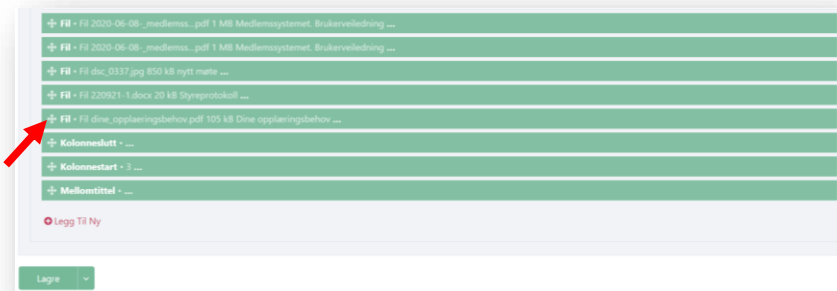 Fil - Fil 2020-06-08-_medlemss...pdf 1 MB Medlemssystemet. Brukerveiledning ...
Fil - Fil 2020-06-08-_medlemss...pdf 1 MB Medlemssystemet. Brukerveiledning ...
Fil - Fil dsc_0337.jpg 850 kB nytt møte ...
Fil - Fil 220921-1.docx 20 kB Styreprotokoll ...
Fil - Fil dine_opplaeringsbehov.pdf 105 kB Dine opplæringsbehov ...
Kolonneslutt - ...
Kolonnestart - 3 ...
Mellomtittel - ...
Legg Til Ny
Lagre